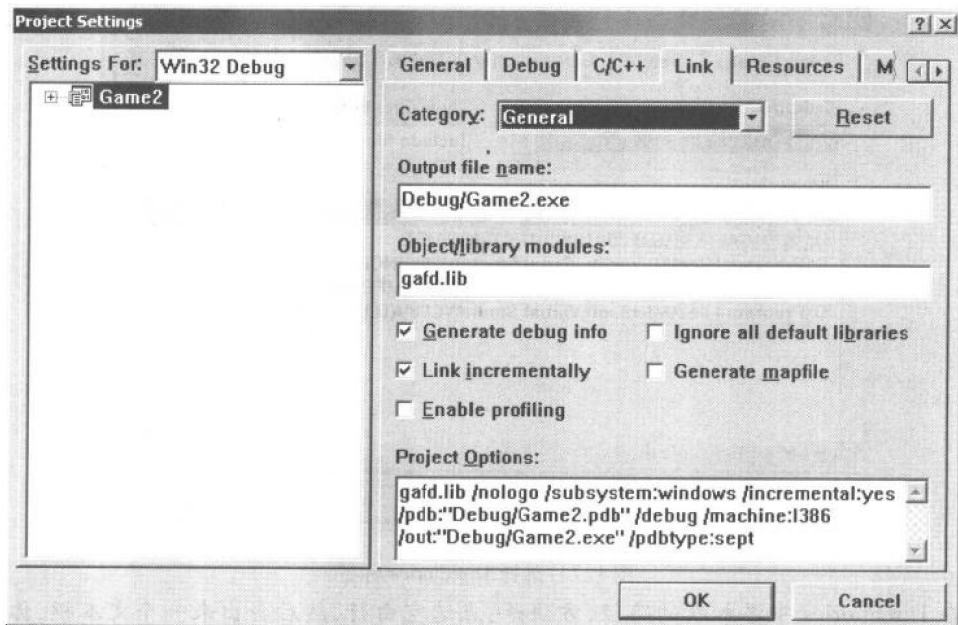 Project Settings
Settings For: Win32 Debug
Game2
General Debug C/C++ Link Resources M
Category: General Reset
Output file name:
Debug/Game2.exe
Object/library modules:
gafd.lib
Generate debug info Ignore all default libraries
Link incrementally Generate mapfile
Enable profiling
Project Options:
gafd.lib /nologo /subsystem:windows /incremental:yes
/pdb:"Debug/Game2.pdb" /debug /machine:I386
/out:"Debug/Game2.exe" /pdbtype:sept
OK Cancel